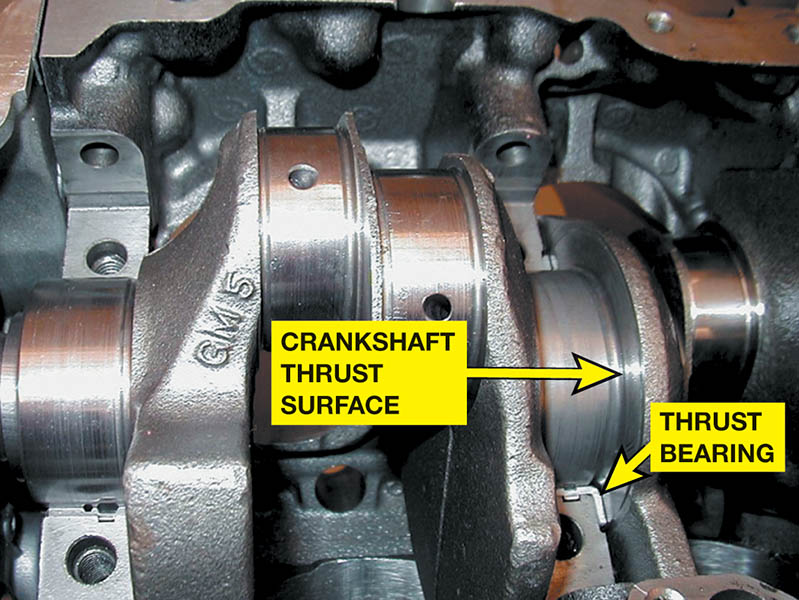 GM 5
CRANKSHAFT
THRUST
SURFACE
THRUST
BEARING